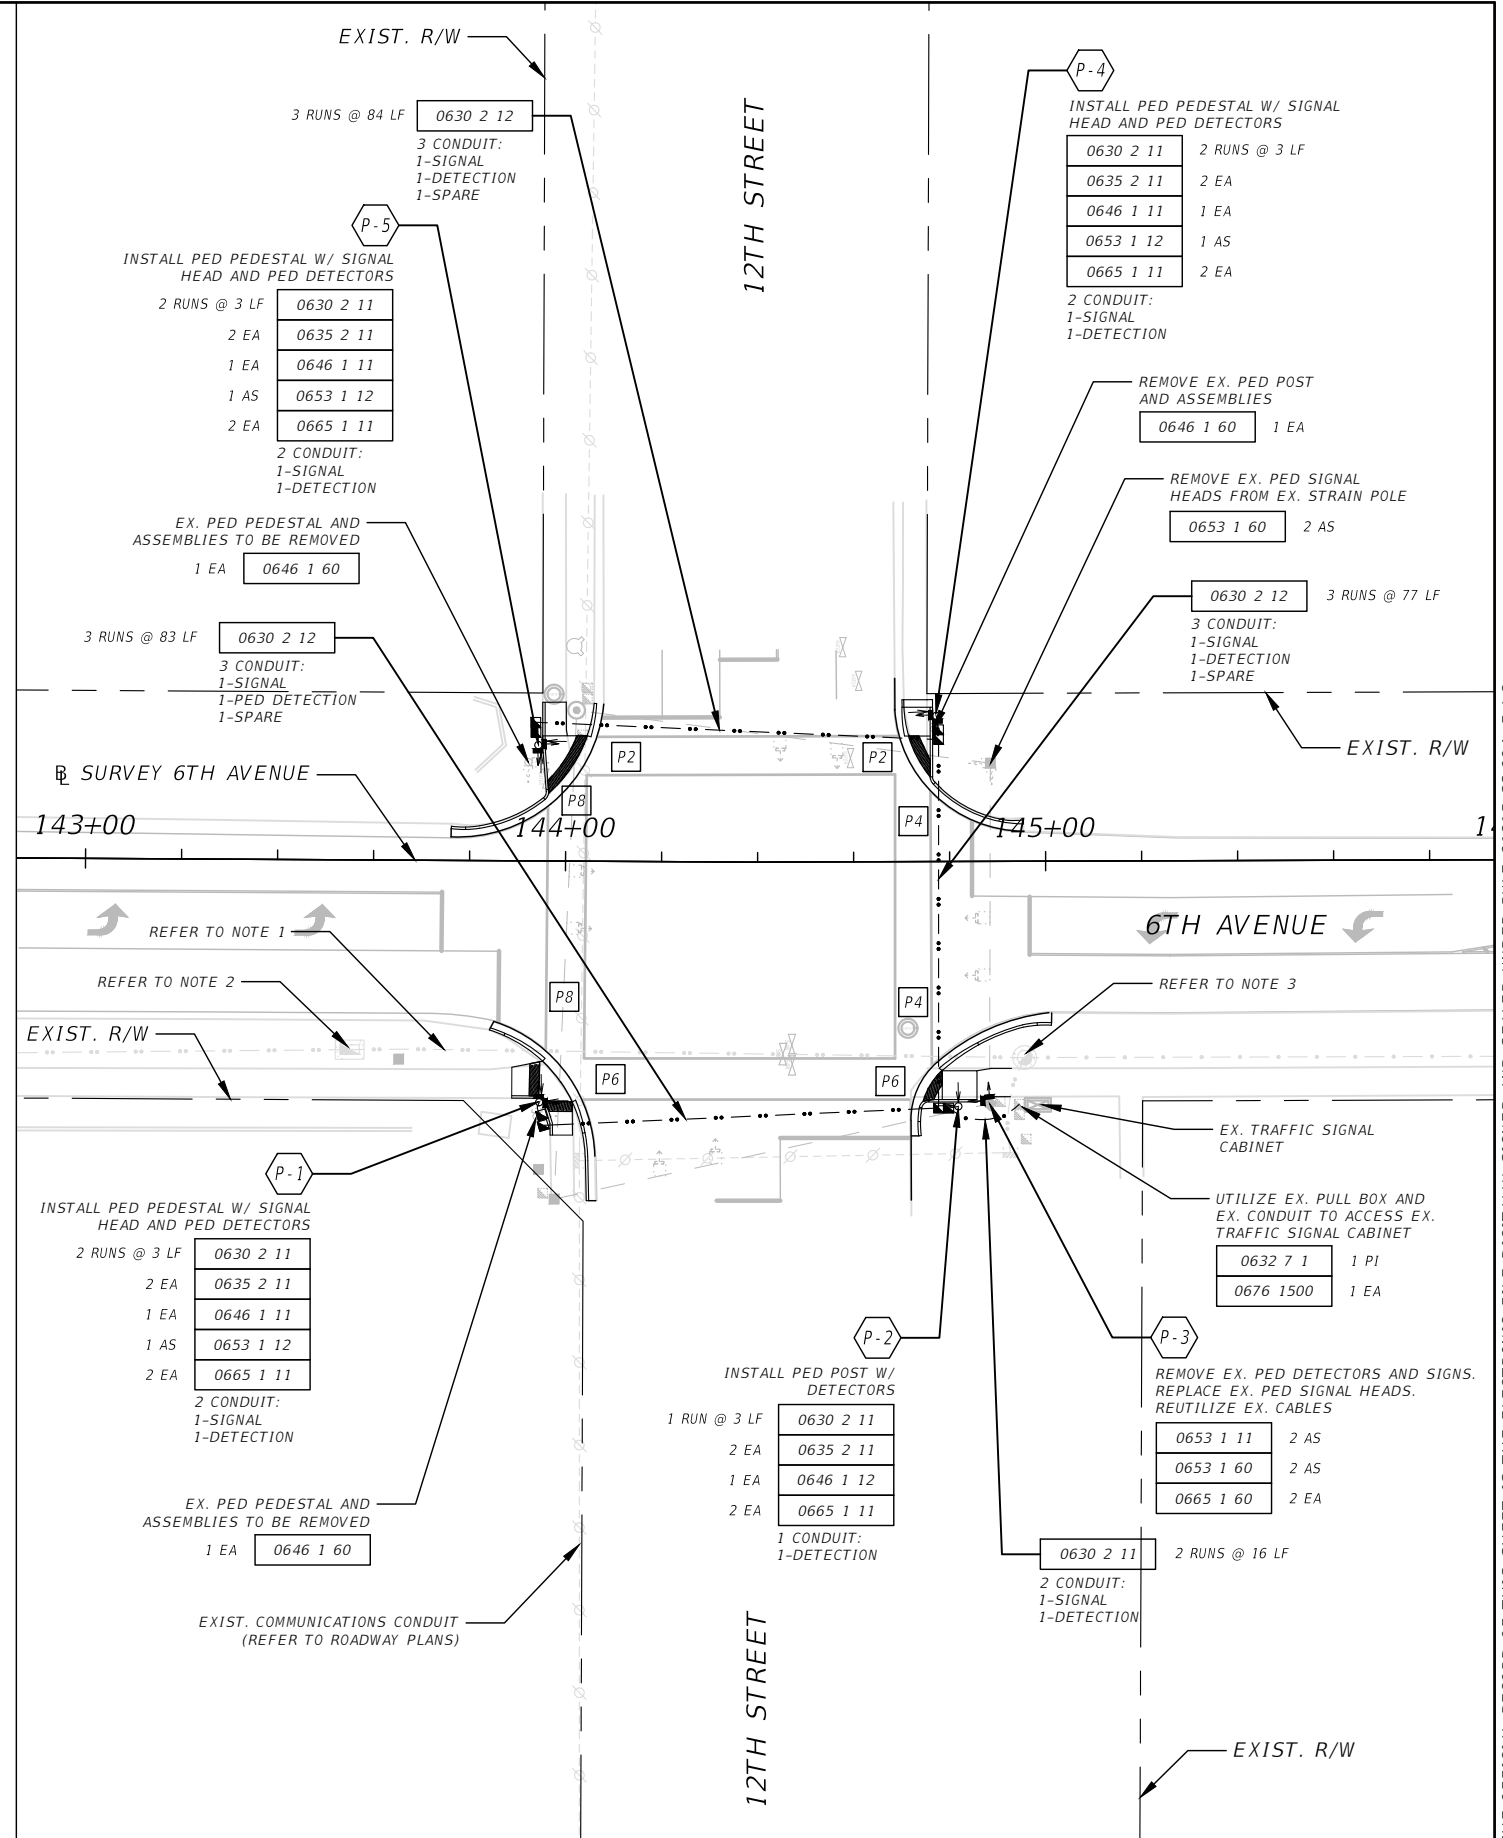 EXIST. R/W
3 RUNS @ 84 LF 0630 2 12
3 CONDUIT:
1-SIGNAL
1-DETECTION
1-SPARE
12TH STREET
P-4
INSTALL PED PEDESTAL W/ SIGNAL
HEAD AND PED DETECTORS
0630 2 11 2 RUNS @ 3 LF
0635 2 11 2 EA
0646 1 11 1 EA
0653 1 12 1 AS
0665 1 11 2 EA
2 CONDUIT:
1-SIGNAL
1-DETECTION
P-5
INSTALL PED PEDESTAL W/ SIGNAL
HEAD AND PED DETECTORS
2 RUNS @ 3 LF 0630 2 11
2 EA 0635 2 11
1 EA 0646 1 11
1 AS 0653 1 12
2 EA 0665 1 11
2 CONDUIT:
1-SIGNAL
1-DETECTION
REMOVE EX. PED POST
AND ASSEMBLIES
0646 1 60 1 EA
REMOVE EX. PED SIGNAL
HEADS FROM EX. STRAIN POLE
0653 1 60 2 AS
EX. PED PEDESTAL AND
ASSEMBLIES TO BE REMOVED
1 EA 0646 1 60
0630 2 12 3 RUNS @ 77 LF
3 CONDUIT:
1-SIGNAL
1-DETECTION
1-SPARE
3 RUNS @ 83 LF 0630 2 12
3 CONDUIT:
1-SIGNAL
1-PED DETECTION
1-SPARE
EXIST. R/W
P2 P2
℄ SURVEY 6TH AVENUE
P8 P4
143+00 144+00 145+00
6TH AVENUE
REFER TO NOTE 1
REFER TO NOTE 2
REFER TO NOTE 3
P8 P4
EXIST. R/W
P6 P6
EX. TRAFFIC SIGNAL
CABINET
P-1
INSTALL PED PEDESTAL W/ SIGNAL
HEAD AND PED DETECTORS
2 RUNS @ 3 LF 0630 2 11
2 EA 0635 2 11
1 EA 0646 1 11
1 AS 0653 1 12
2 EA 0665 1 11
2 CONDUIT:
1-SIGNAL
1-DETECTION
UTILIZE EX. PULL BOX AND
EX. CONDUIT TO ACCESS EX.
TRAFFIC SIGNAL CABINET
0632 7 1 1 PI
0676 1500 1 EA
P-2
INSTALL PED POST W/
DETECTORS
1 RUN @ 3 LF 0630 2 11
2 EA 0635 2 11
1 EA 0646 1 12
2 EA 0665 1 11
1 CONDUIT:
1-DETECTION
P-3
REMOVE EX. PED DETECTORS AND SIGNS.
REPLACE EX. PED SIGNAL HEADS.
REUTILIZE EX. CABLES
0653 1 11 2 AS
0653 1 60 2 AS
0665 1 60 2 EA
EX. PED PEDESTAL AND
ASSEMBLIES TO BE REMOVED
1 EA 0646 1 60
0630 2 11 2 RUNS @ 16 LF
2 CONDUIT:
1-SIGNAL
1-DETECTION
EXIST. COMMUNICATIONS CONDUIT
(REFER TO ROADWAY PLANS)
12TH STREET
EXIST. R/W